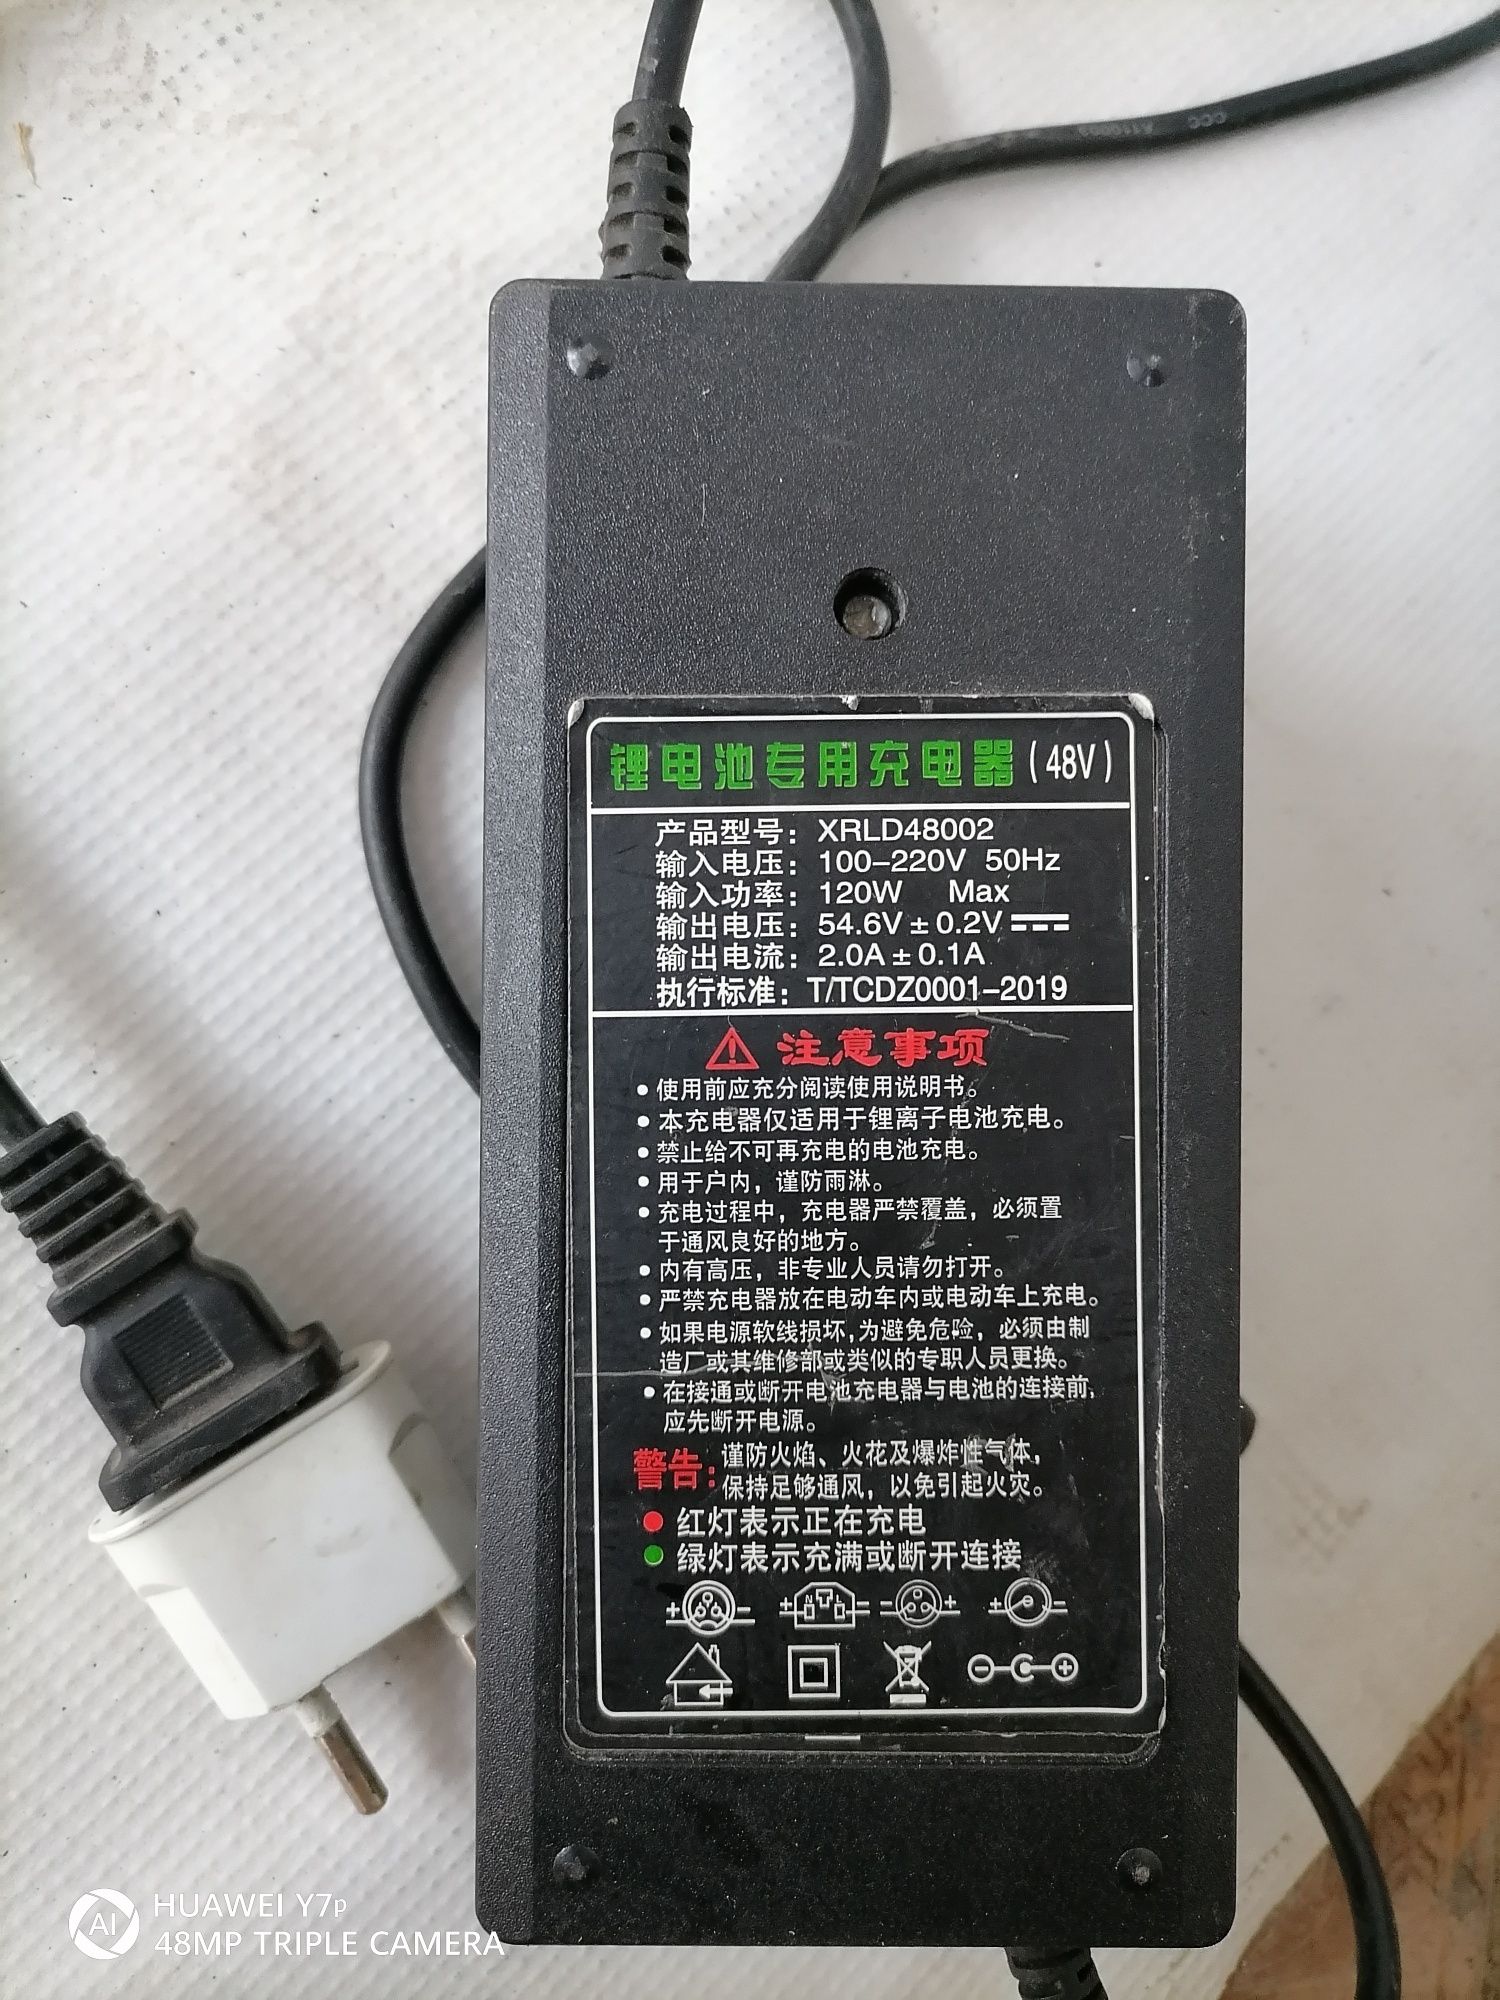 CCC A119993
锂电池专用充电器(48V)
产品型号：XRLD48002
输入电压：100-220V 50Hz
输入功率：120W Max
输出电压：54.6V±0.2V
输出电流：2.0A±0.1A
执行标准：T/TCDZ0001-2019
注意事项
•使用前应充分阅读使用说明书。
•本充电器仅适用于锂离子电池充电。
•禁止给不可再充电的电池充电。
•用于户内，谨防雨淋。
•充电过程中，充电器严禁覆盖，必须置
于通风良好的地方。
•内有高压，非专业人员请勿打开。
•严禁充电器放在电动车内或电动车上充电。
•如果电源软线损坏,为避免危险，必须由制
造厂或其维修部或类似的专职人员更换。
•在接通或断开电池充电器与电池的连接前,
应先断开电源。
警告：谨防火焰、火花及爆炸性气体，
保持足够通风，以免引起火灾。
红灯表示正在充电
绿灯表示充满或断开连接
+ - + N L - - + + -
- C +
AI HUAWEI Y7p
48MP TRIPLE CAMERA